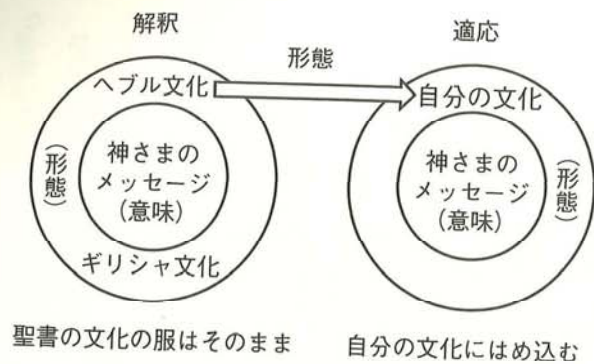 解釈
形態
適応
ヘブル文化
自分の文化
(形態)
神さまの
メッセージ
(意味)
神さまの
メッセージ
(意味)
(形態)
ギリシャ文化
聖書の文化の服はそのまま
自分の文化にはめ込む